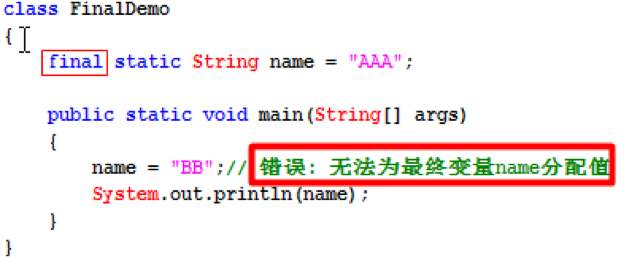 class FinalDemo
{
final static String name = "AAA";
public static void main(String[] args)
{
name = "BB";// 错误: 无法为最终变量name分配值
System.out.println(name);
}
}